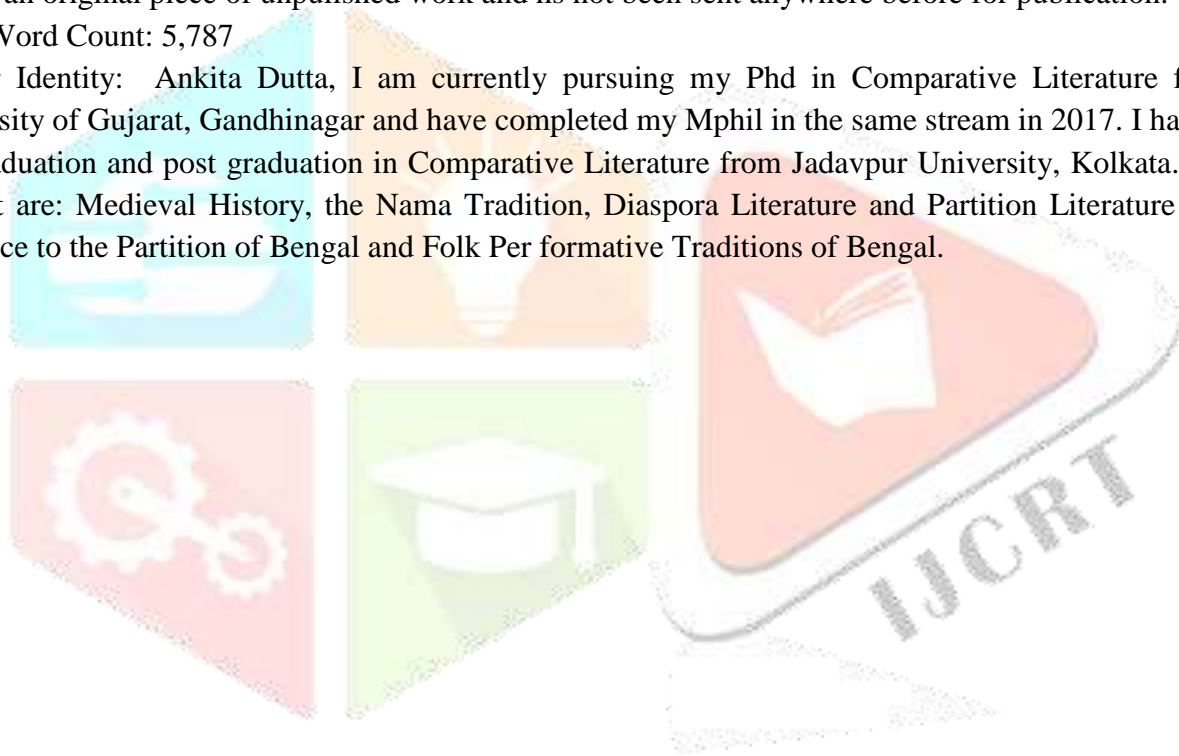 an original piece of unpublished work and hs not been sent anywhere before for publication.
Word Count: 5,787
Identity: Ankita Dutta, I am currently pursuing my Phd in Comparative Literature
sity of Gujarat, Gandhinagar and have completed my Mphil in the same stream in 2017. I ha
duation and post graduation in Comparative Literature from Jadavpur University, Kolkata.
t are: Medieval History, the Nama Tradition, Diaspora Literature and Partition Literature
ce to the Partition of Bengal and Folk Per formative Traditions of Bengal.
IJCRT